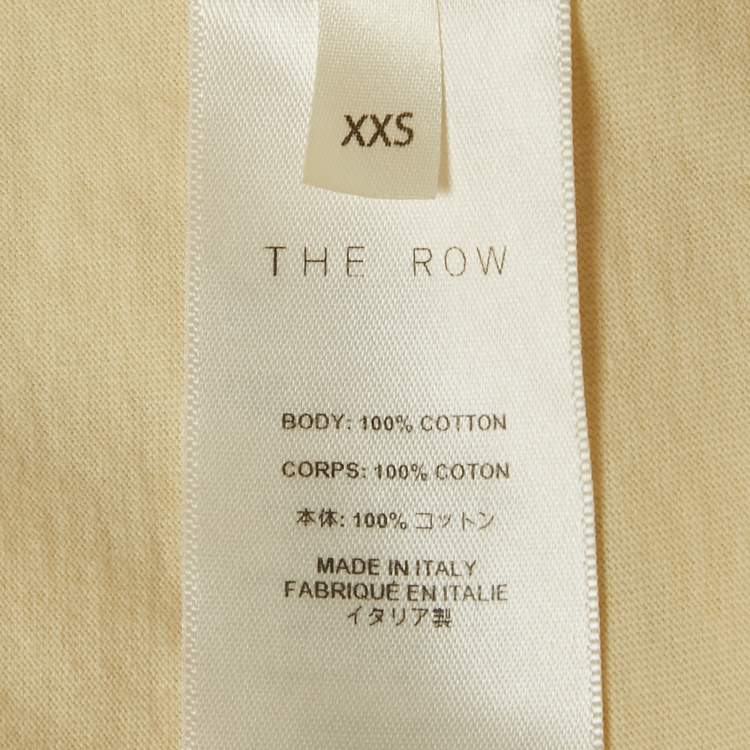 XXS
THE ROW
BODY: 100% COTTON
CORPS: 100% COTON
本体: 100% コットン
MADE IN ITALY
FABRIQUÉ EN ITALIE
イタリア製